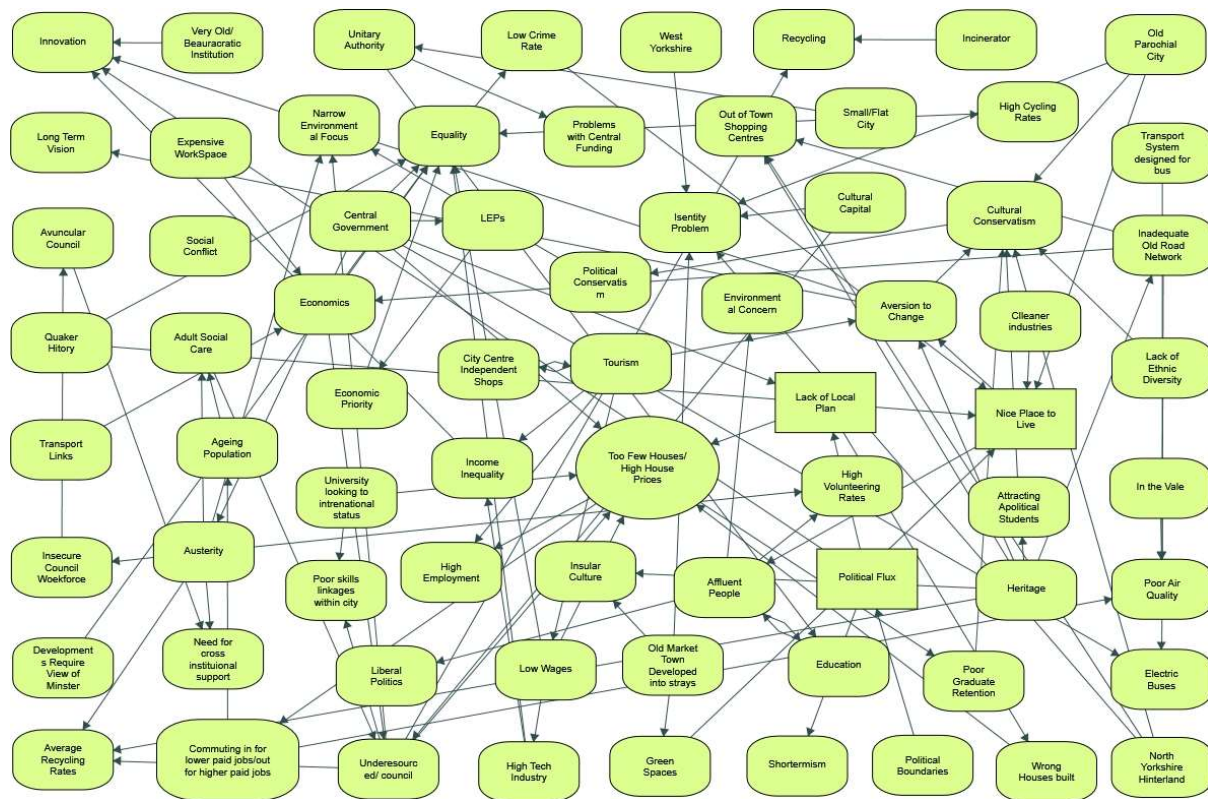 Innovation
Very Old/
Beauracratic
Institution
Unitary
Authority
Low Crime
Rate
West
Yorkshire
Recycling
Incinerator
Old
Parochial
City
Long Term
Vision
Expensive
WorkSpace
Narrow
Environment
al Focus
Equality
Problems
with Central
Funding
Out of Town
Shopping
Centres
Small/Flat
City
High Cycling
Rates
Transport
System
designed for
bus
Avuncular
Council
Social
Conflict
Central
Government
LEPs
Isentity
Problem
Cultural
Capital
Cultural
Conservatism
Inadequate
Old Road
Network
Economics
Political
Conservatis
m
Environment
al Concern
Aversion to
Change
Clleaner
industries
Quaker
Hitory
Adult Social
Care
Economic
Priority
City Centre
Independent
Shops
Tourism
Lack of Local
Plan
Nice Place to
Live
Lack of
Ethnic
Diversity
Transport
Links
Ageing
Population
University
looking to
intrenational
status
Income
Inequality
Too Few Houses/
High House
Prices
High
Volunteering
Rates
Attracting
Apolitical
Students
In the Vale
Insecure
Council
Woekforce
Austerity
Poor skills
linkages
within city
High
Employment
Insular
Culture
Affluent
People
Political Flux
Heritage
Poor Air
Quality
Development
s Require
View of
Minster
Need for
cross
instituional
support
Liberal
Politics
Low Wages
Old Market
Town
Developed
into strays
Education
Poor
Graduate
Retention
Electric
Buses
Average
Recycling
Rates
Commuting in for
lower paid jobs/out
for higher paid jobs
Underesourc
ed/ council
High Tech
Industry
Green
Spaces
Shortermism
Political
Boundaries
Wrong
Houses built
North
Yorkshire
Hinterland